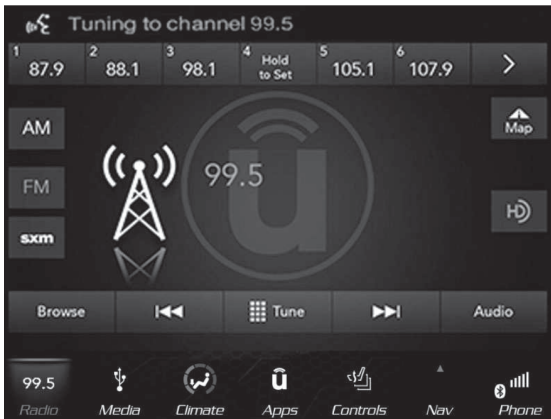 Tuning to channel 99.5
1 87.9 2 88.1 3 98.1 4 Hold to Set 5 105.1 6 107.9 >
AM
Map
99.5
FM
HD
sxm
Browse Tune Audio
99.5
Radio Media Climate Apps Controls Nav Phone